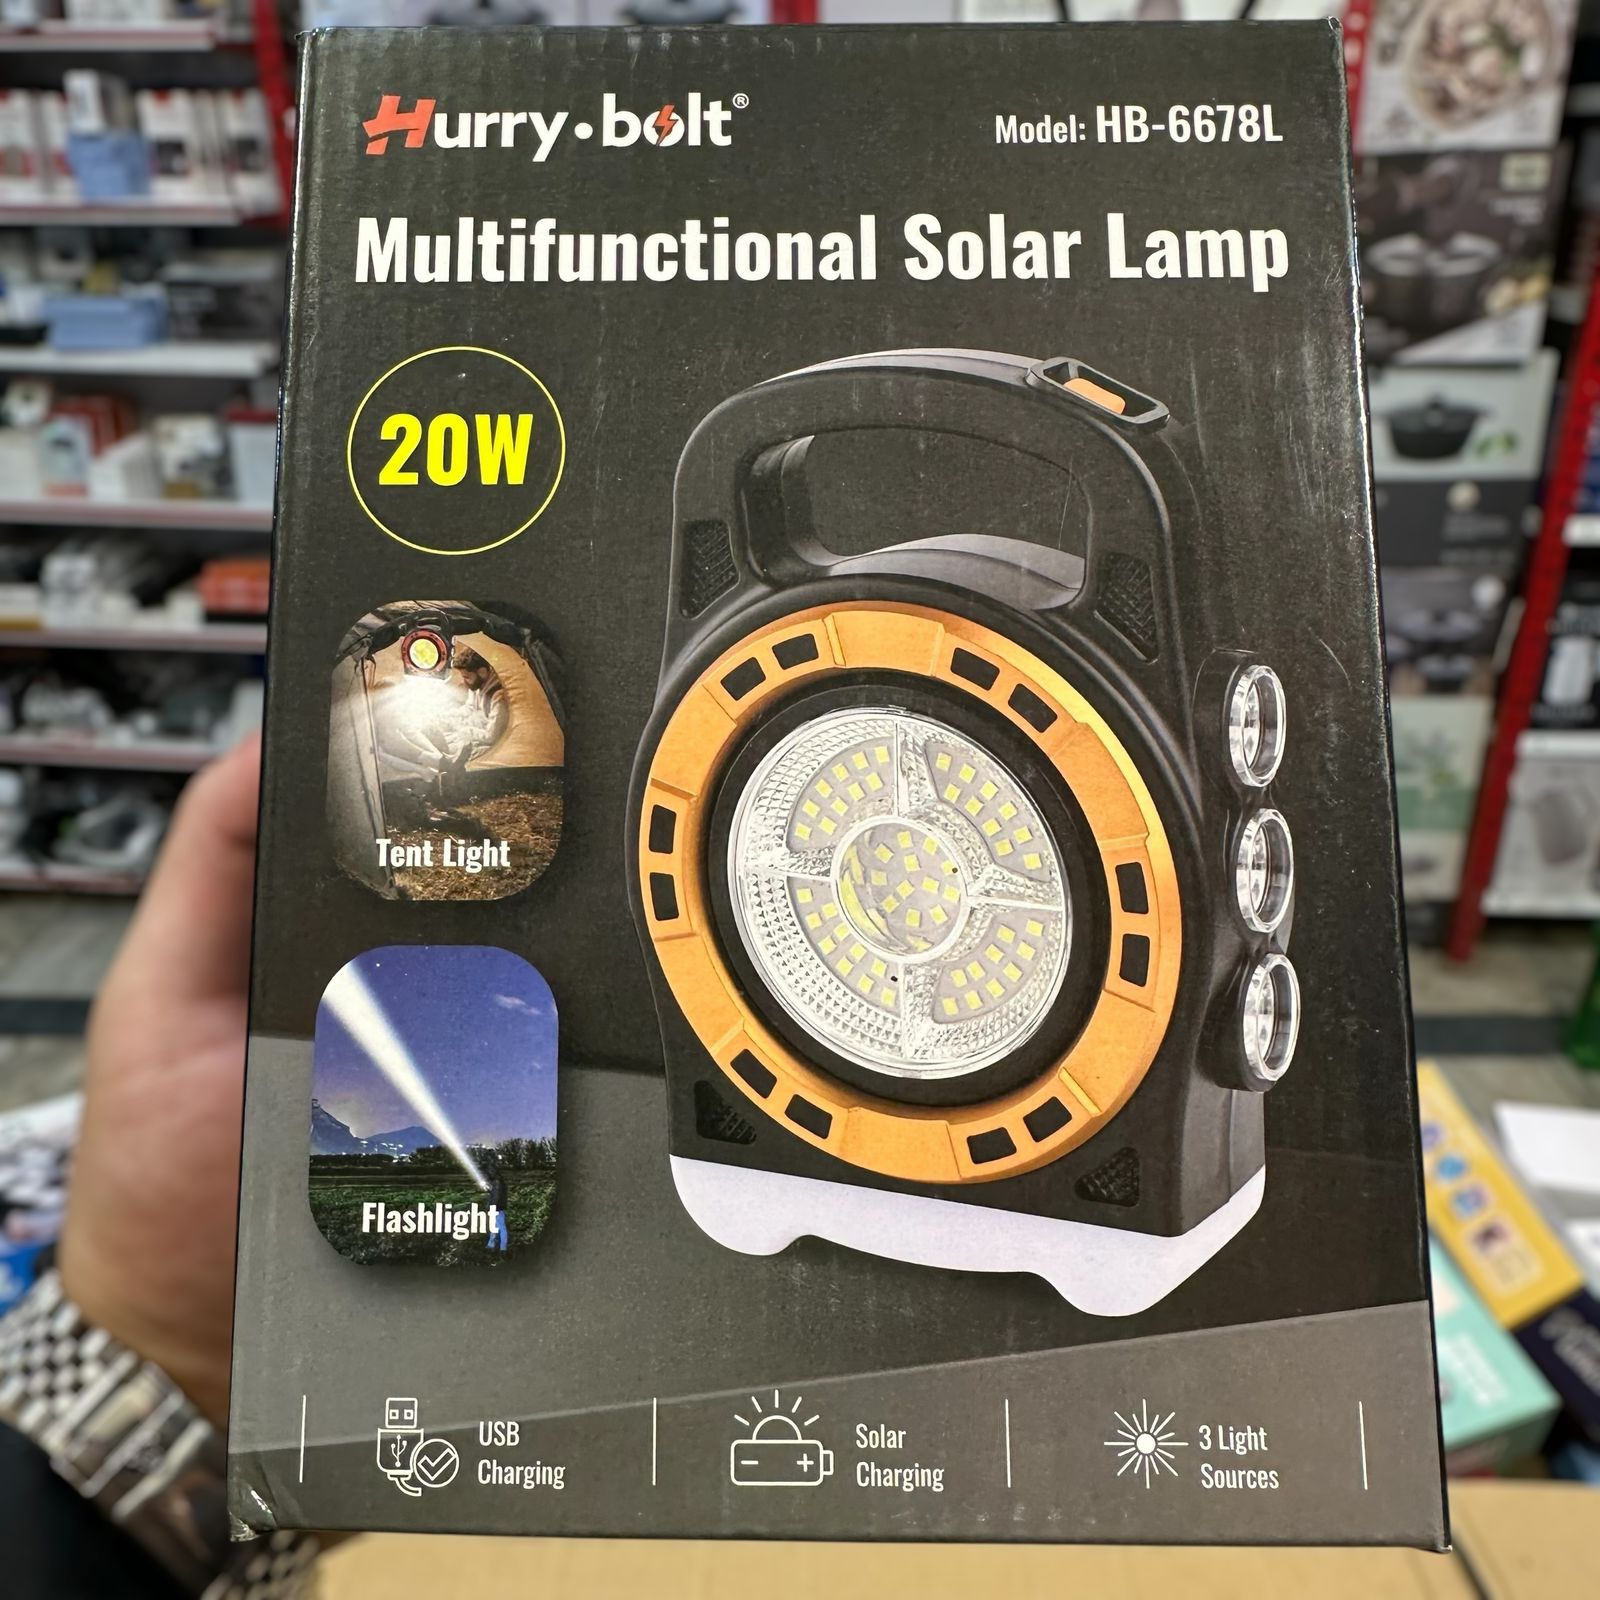 Hurry·bolt®
Model: HB-6678L
Multifunctional Solar Lamp
20W
Tent Light
Flashlight
USB
Charging
Solar
Charging
3 Light
Sources